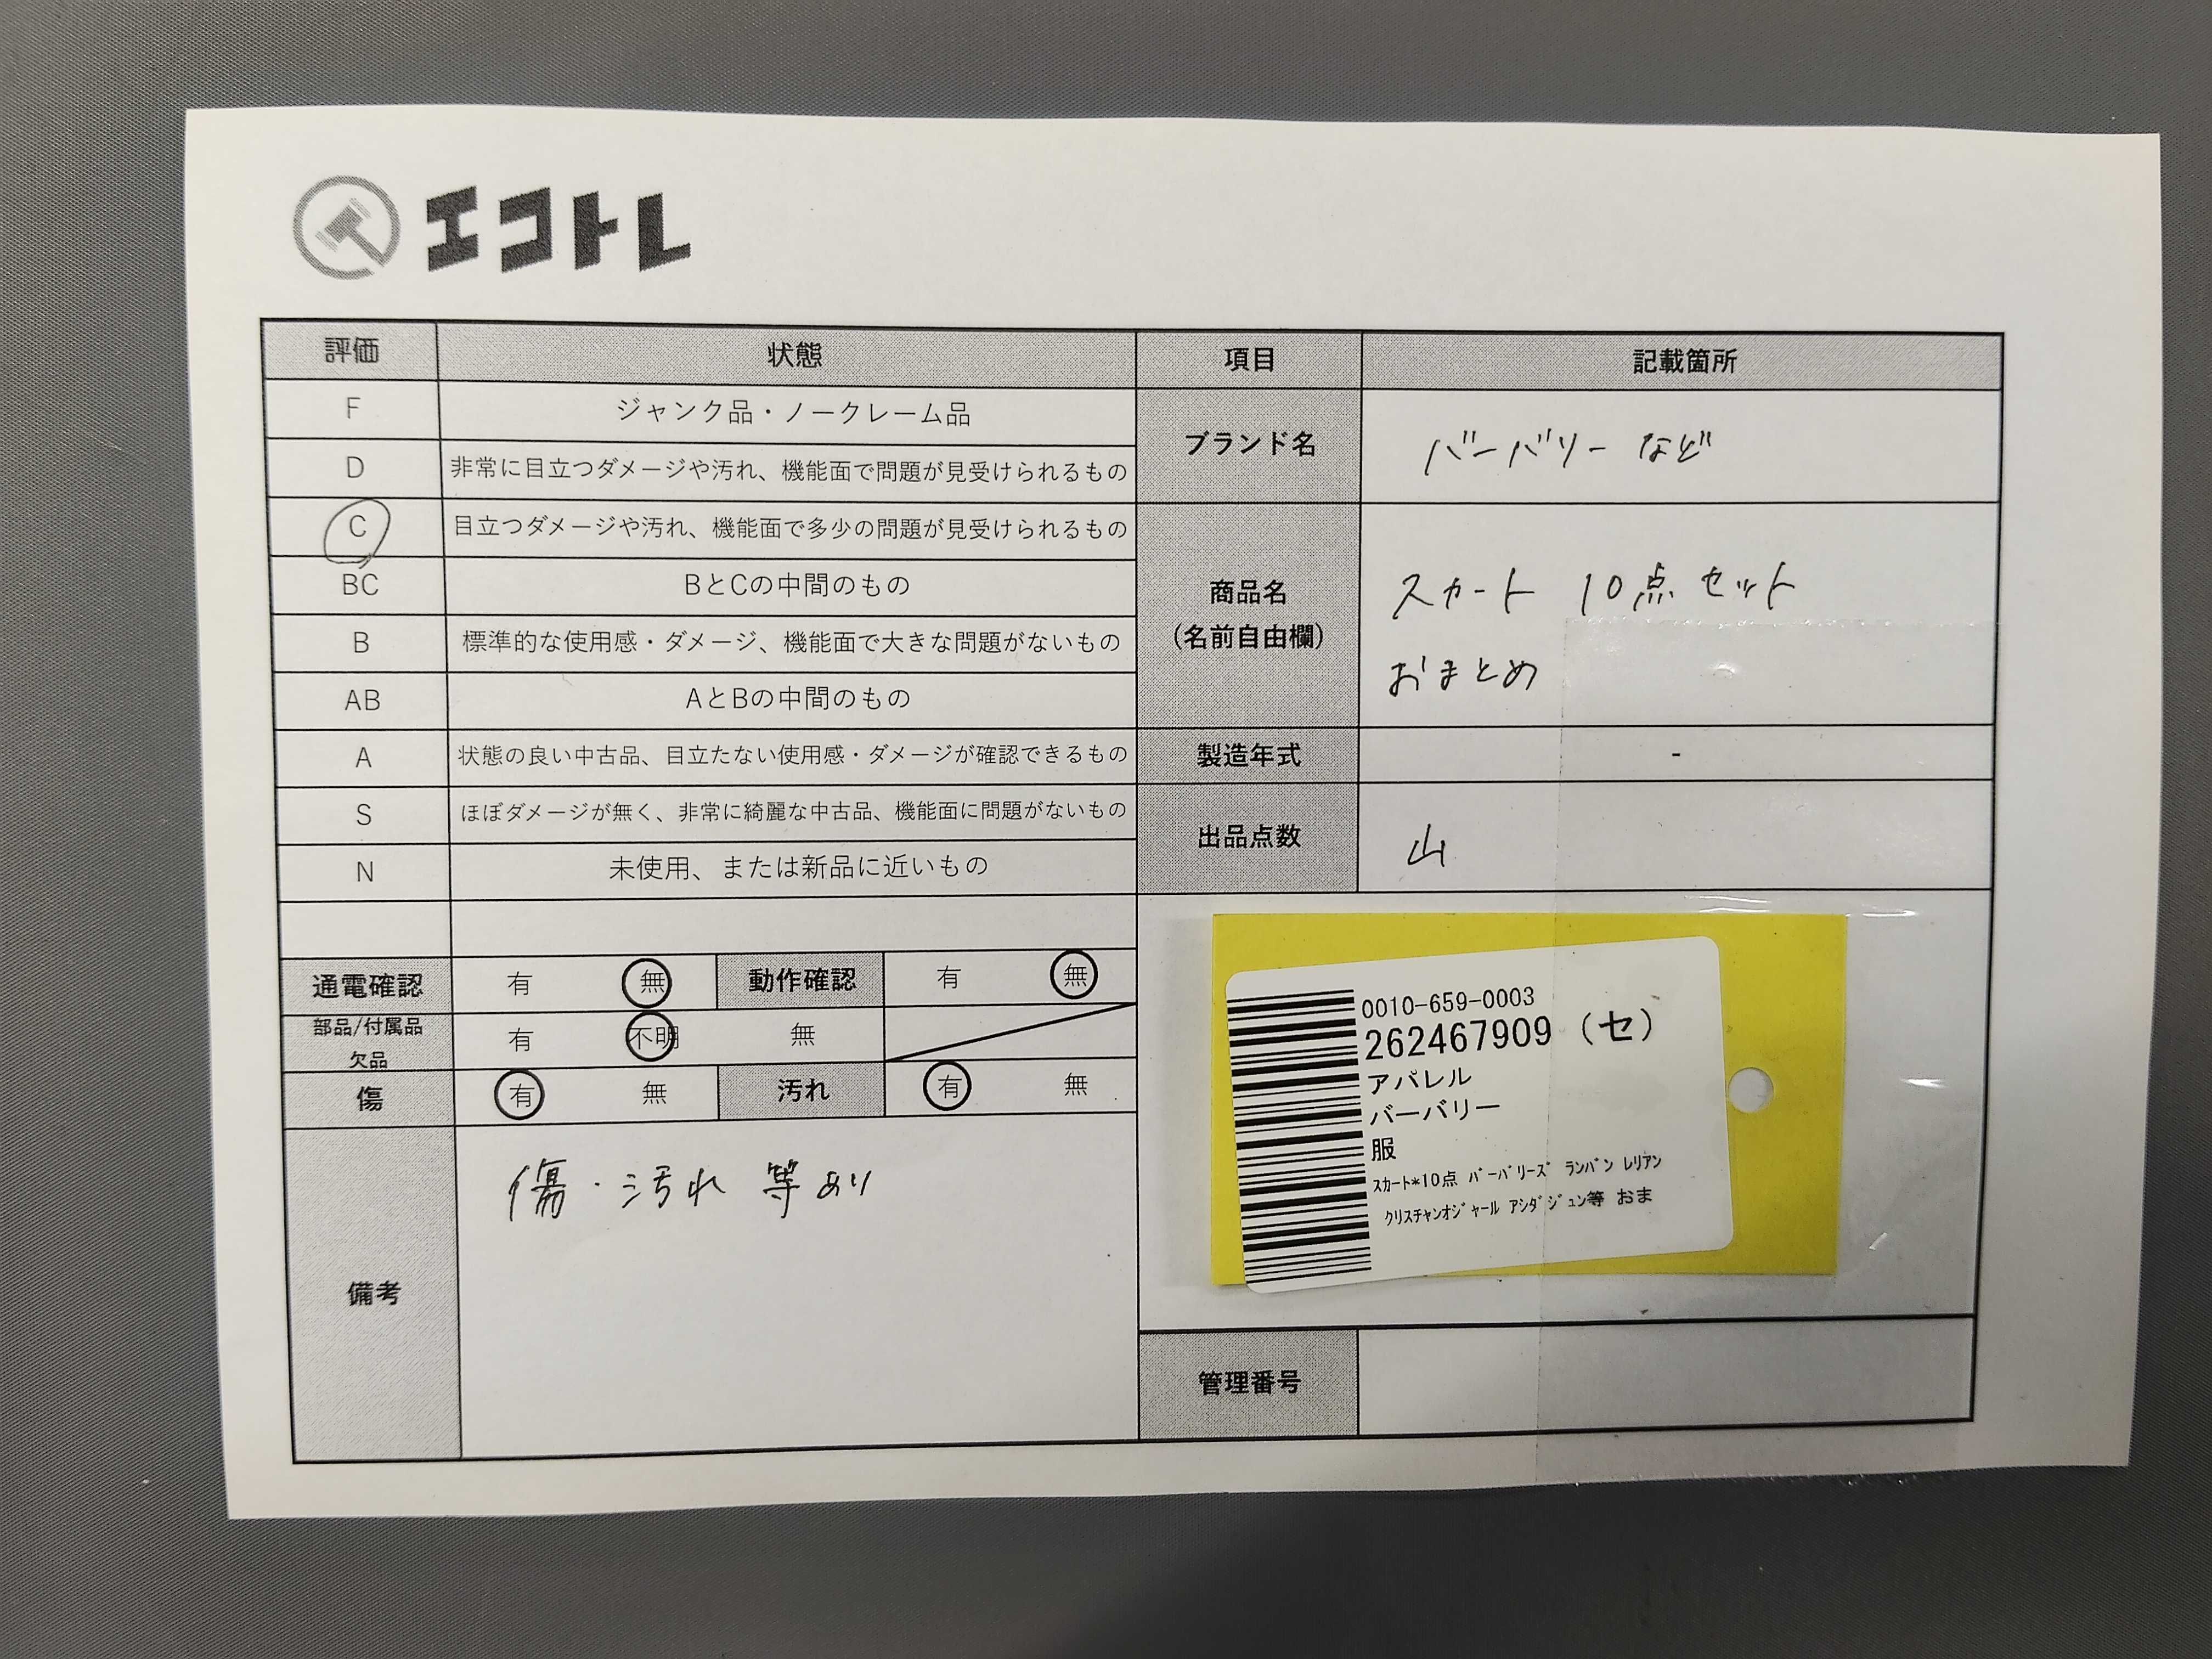 エコトレ
評価 状態 項目 記載箇所
F ジャンク品・ノークレーム品
D 非常に目立つダメージや汚れ、機能面で問題が見受けられるもの
C 目立つダメージや汚れ、機能面で多少の問題が見受けられるもの
BC BとCの中間のもの
B 標準的な使用感・ダメージ、機能面で大きな問題がないもの
AB AとBの中間のもの
A 状態の良い中古品、目立たない使用感・ダメージが確認できるもの
S ほぼダメージが無く、非常に綺麗な中古品、機能面に問題がないもの
N 未使用、または新品に近いもの
通電確認 有 無 動作確認 有 無
部品/付属品
欠品 有 不明 無
傷 有 無 汚れ 有 無
備考 傷・汚れ 等あり
ブランド名 バーバリー など
商品名
(名前自由欄)
スカート 10点 セット
おまとめ
製造年式 -
出品点数 山
0010-659-0003
262467909 (セ)
アパレル
バーバリー
服
ｽｶｰﾄ*10点 ﾊﾞｰﾊﾞﾘｰｽﾞ ﾗﾝﾊﾞﾝ ﾚﾘｱﾝ
ｸﾘｽﾁｬﾝｵｼﾞｬｰﾙ ｱｼﾀﾞｼﾞｭﾝ等 おま
管理番号